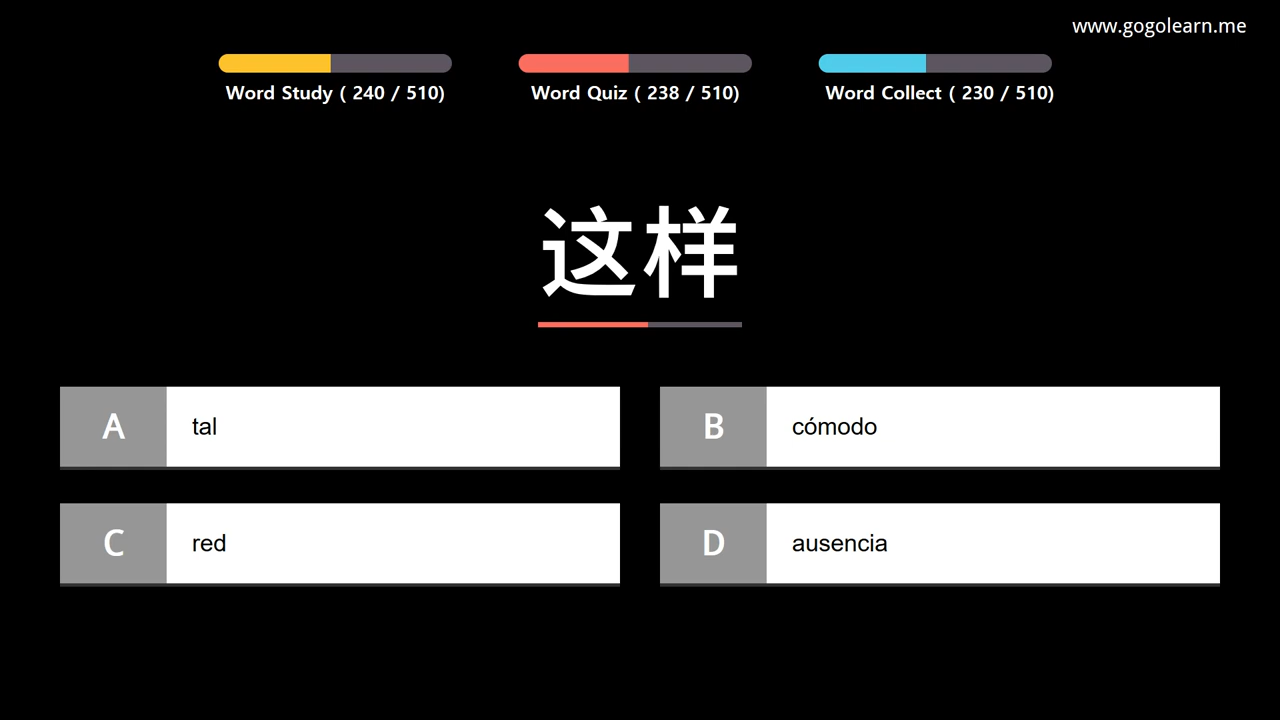 www.gogolearn.me
Word Study ( 240 / 510)
Word Quiz ( 238 / 510)
Word Collect ( 230 / 510)
这样
A tal
B cómodo
C red
D ausencia